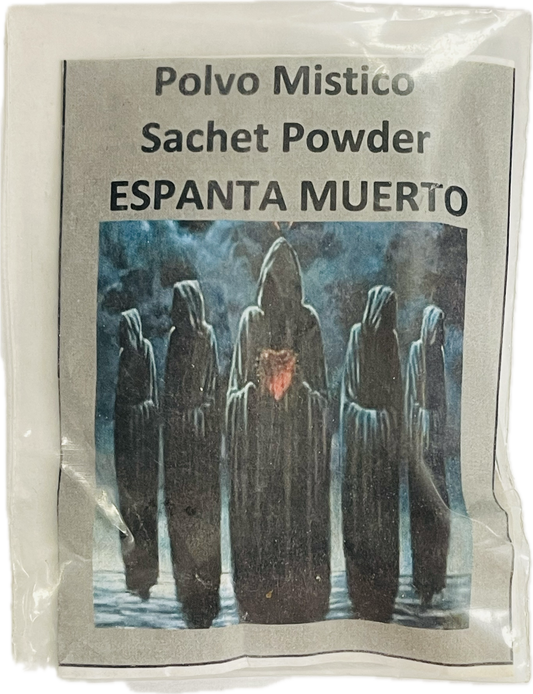 Polvo Mistico
Sachet Powder
ESPANTA MUERTO